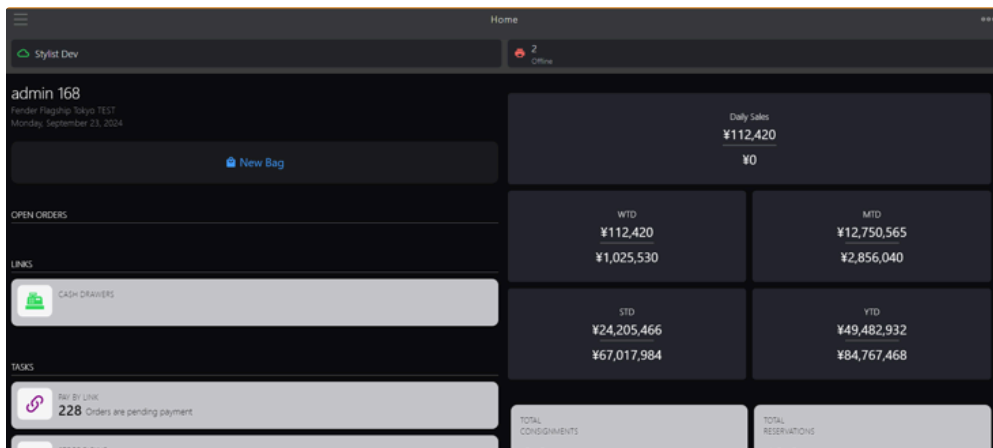 Home
Stylist Dev
2
Offline
admin 168
Fender Flagship Tokyo TEST
Monday, September 23, 2024
New Bag
OPEN ORDERS
LINKS
CASH DRAWERS
TASKS
PAY BY LINK
228 Orders are pending payment
Daily Sales
¥112,420
¥0
WTD
¥112,420
¥1,025,530
MTD
¥12,750,565
¥2,856,040
STD
¥24,205,466
¥67,017,984
YTD
¥49,482,932
¥84,767,468
TOTAL
CONSIGNMENTS
TOTAL
RESERVATIONS